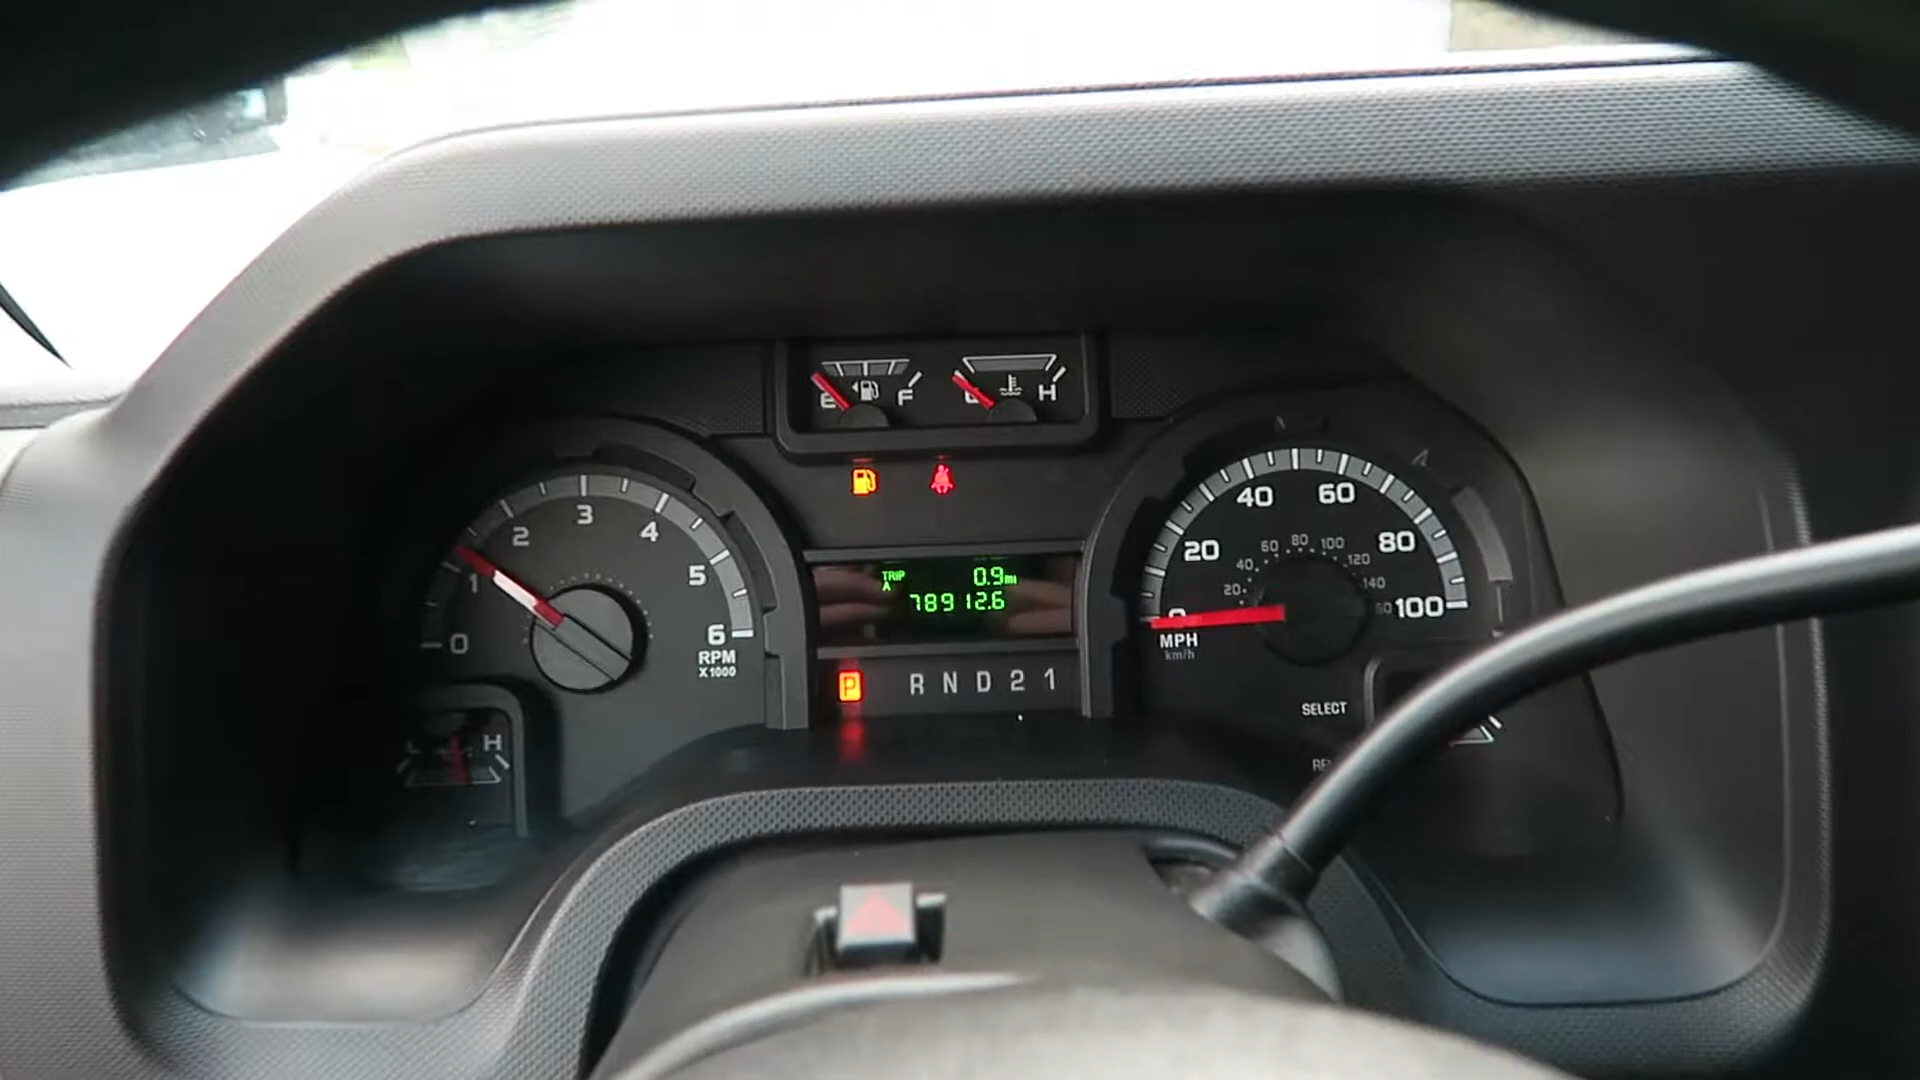 E F H
40 60
20 80
100
0
20 40 60 80 100 120 140
MPH
km/h
0 1 2 3 4 5 6
RPM
X1000
TRIP 0.9mi
A
78912.6
P R N D 2 1
SELECT
H